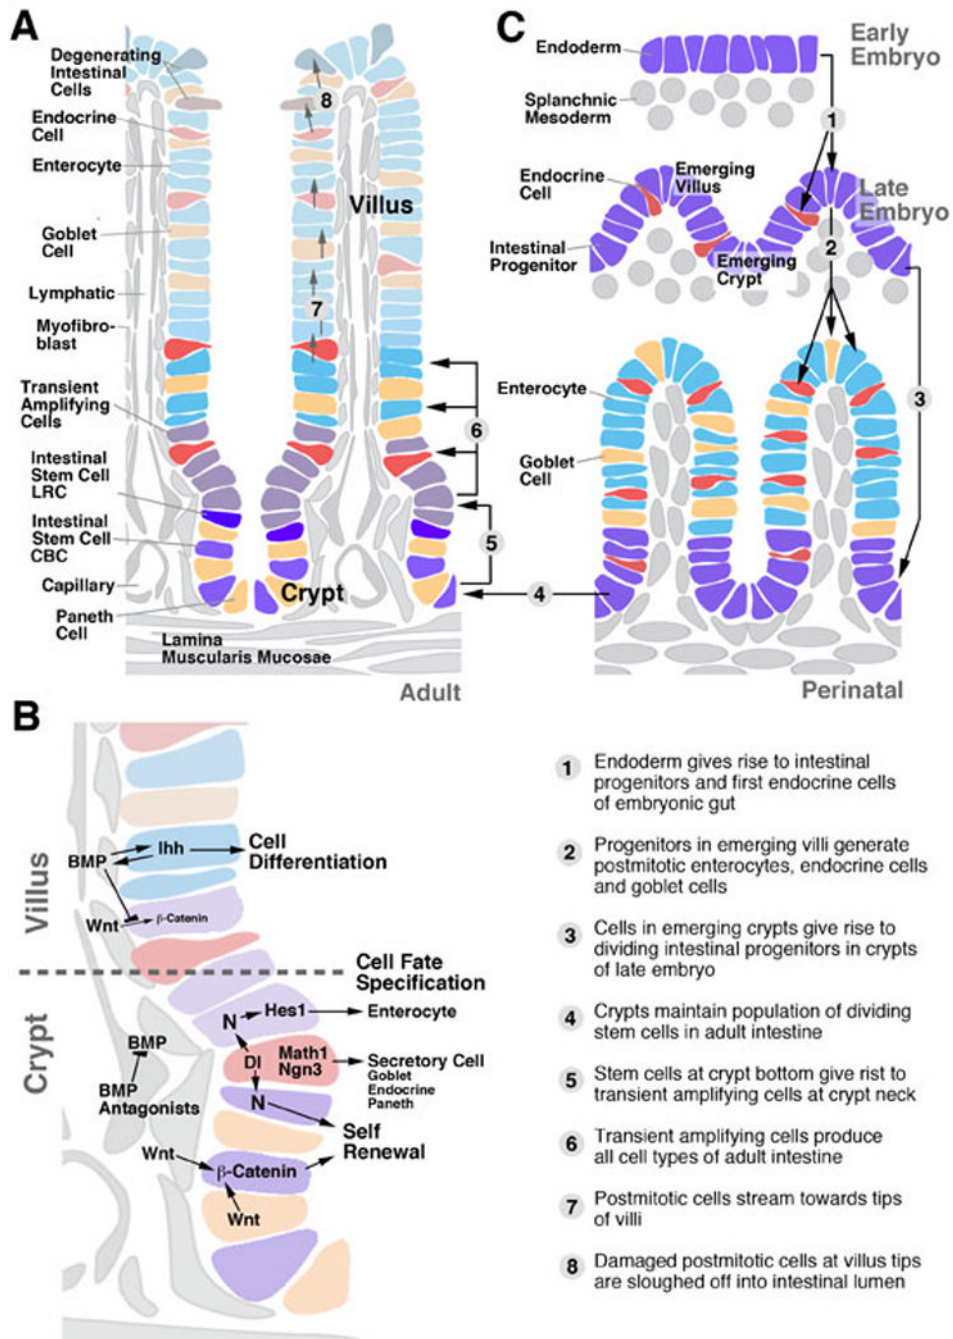 A
Degenerating
Intestinal
Cells
Endocrine
Cell
Enterocyte
Goblet
Cell
Lymphatic
Myofibro-
blast
Transient
Amplifying
Cells
Intestinal
Stem Cell
LRC
Intestinal
Stem Cell
CBC
Capillary
Paneth
Cell
8
Villus
7
6
5
Crypt
Lamina
Muscularis Mucosae
Adult
C
Endoderm
Early
Embryo
Splanchnic
Mesoderm
1
Endocrine
Cell
Emerging
Villus
Late
Embryo
Intestinal
Progenitor
2
Emerging
Crypt
Enterocyte
3
Goblet
Cell
4
Perinatal
B
Villus
Crypt
BMP
Ihh
Cell
Differentiation
Wnt
β-Catenin
Cell Fate
Specification
N
Hes1
Enterocyte
BMP
Dl
Math1
Ngn3
Secretory Cell
Goblet
Endocrine
Paneth
BMP
Antagonists
N
Self
Renewal
Wnt
β-Catenin
Wnt
1 Endoderm gives rise to intestinal
progenitors and first endocrine cells
of embryonic gut
2 Progenitors in emerging villi generate
postmitotic enterocytes, endocrine cells
and goblet cells
3 Cells in emerging crypts give rise to
dividing intestinal progenitors in crypts
of late embryo
4 Crypts maintain population of dividing
stem cells in adult intestine
5 Stem cells at crypt bottom give rist to
transient amplifying cells at crypt neck
6 Transient amplifying cells produce
all cell types of adult intestine
7 Postmitotic cells stream towards tips
of villi
8 Damaged postmitotic cells at villus tips
are sloughed off into intestinal lumen